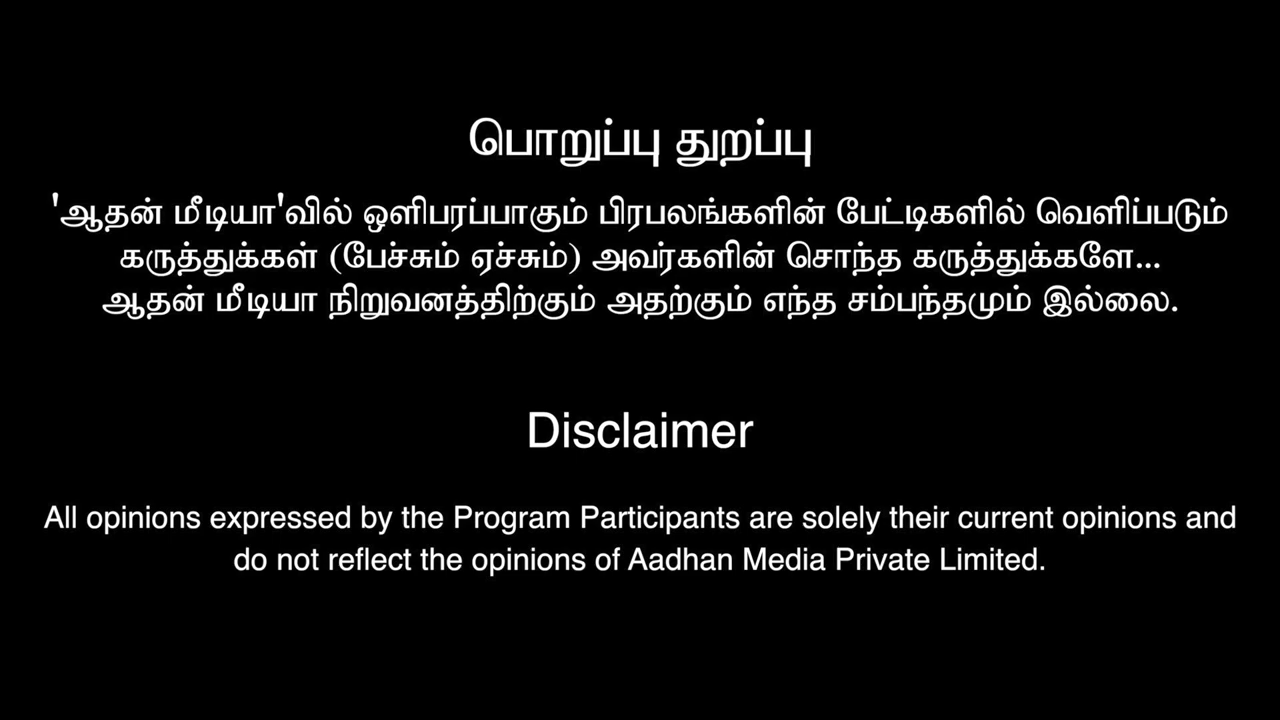 பொறுப்பு துறப்பு
'ஆதன் மீடியா'வில் ஒளிபரப்பாகும் பிரபலங்களின் பேட்டிகளில் வெளிப்படும்
கருத்துக்கள் (பேச்சும் ஏச்சும்) அவர்களின் சொந்த கருத்துக்களே...
ஆதன் மீடியா நிறுவனத்திற்கும் அதற்கும் எந்த சம்பந்தமும் இல்லை.
Disclaimer
All opinions expressed by the Program Participants are solely their current opinions and
do not reflect the opinions of Aadhan Media Private Limited.